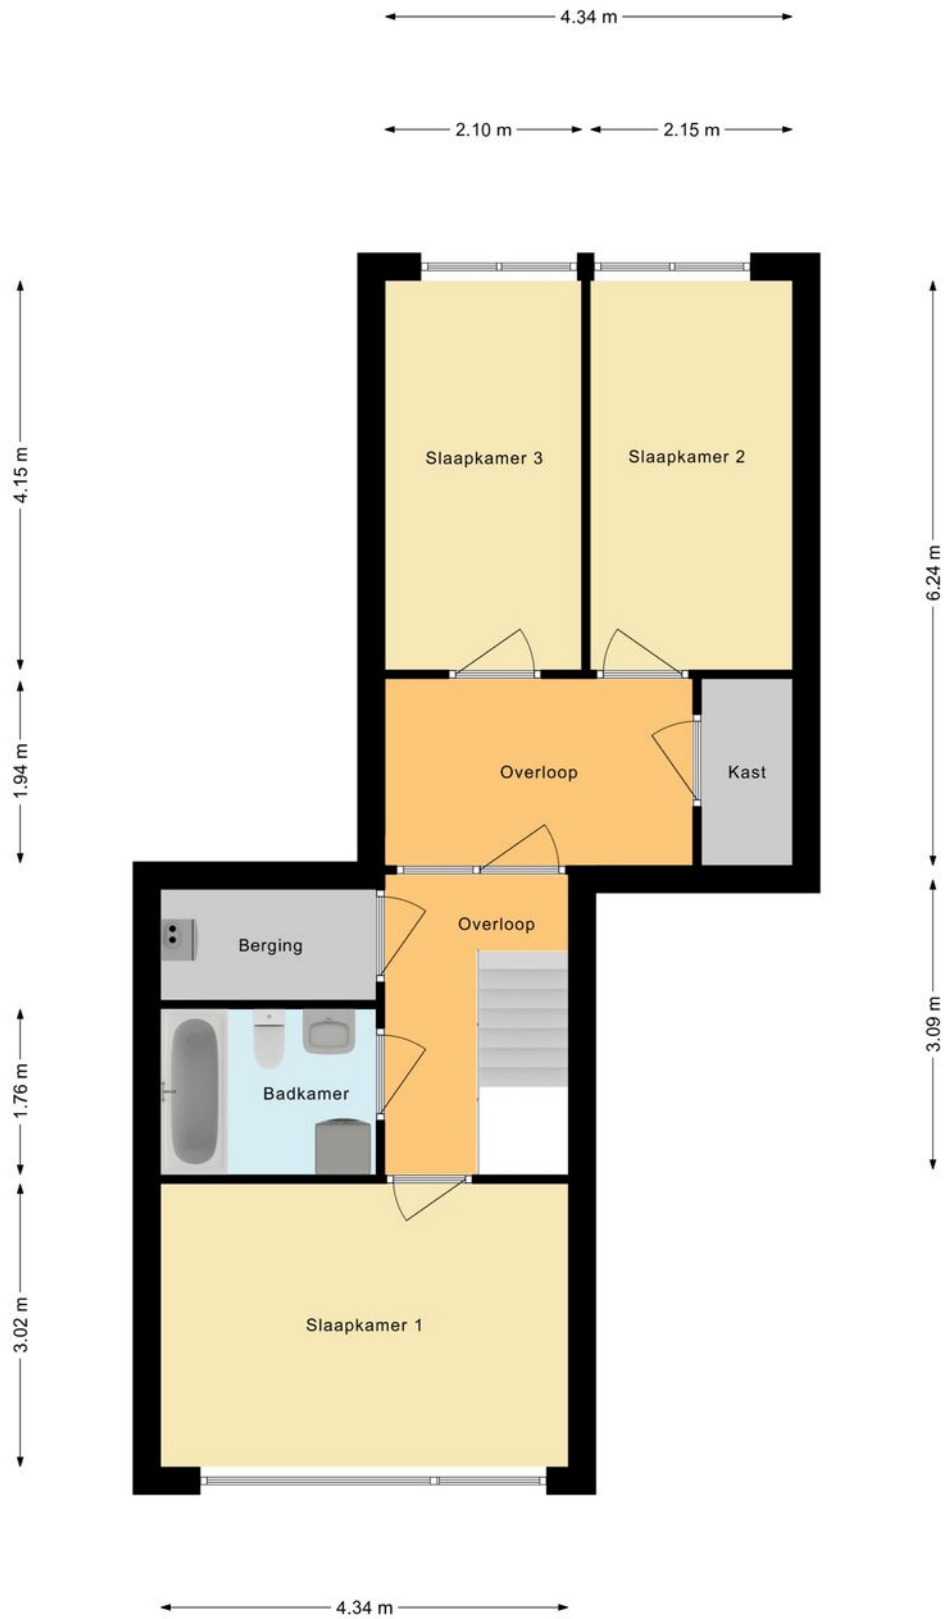 4.34 m
2.10 m
2.15 m
4.15 m
Slaapkamer 3
Slaapkamer 2
6.24 m
1.94 m
Overloop
Kast
Berging
Overloop
3.09 m
1.76 m
Badkamer
3.02 m
Slaapkamer 1
4.34 m